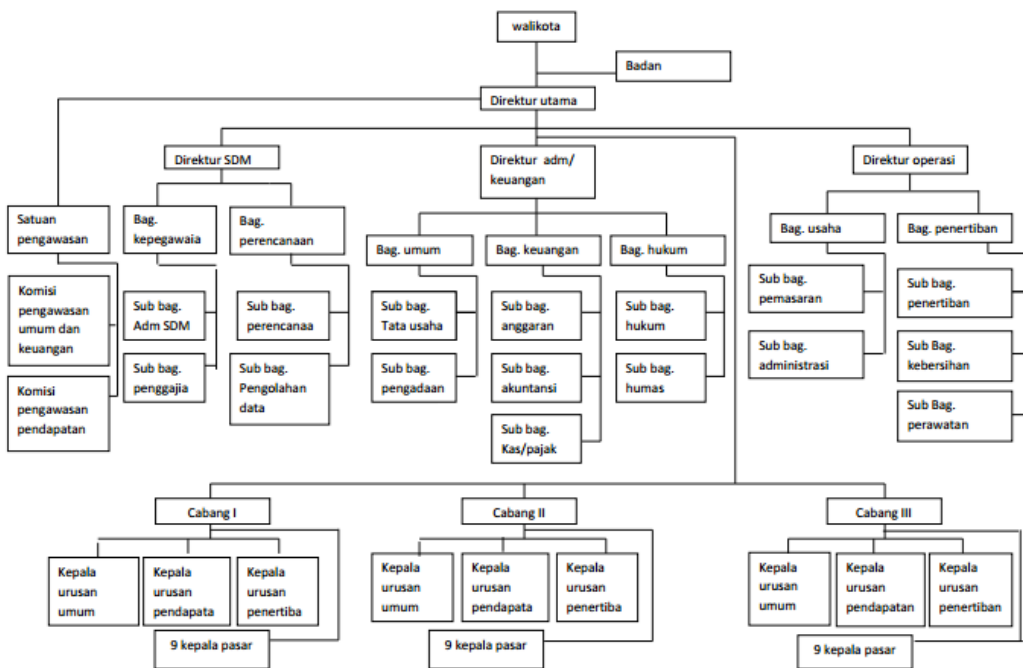 walikota
Badan
Direktur utama
Direktur SDM
Direktur adm/
keuangan
Direktur operasi
Satuan
pengawasan
Bag.
kepegawaia
Bag.
perencanaan
Bag. umum
Bag. keuangan
Bag. hukum
Bag. usaha
Bag. penertiban
Komisi
pengawasan
umum dan
keuangan
Komisi
pengawasan
pendapatan
Sub bag.
Adm SDM
Sub bag.
penggajia
Sub bag.
perencanaa
Sub bag.
Pengolahan
data
Sub bag.
Tata usaha
Sub bag.
pengadaan
Sub bag.
anggaran
Sub bag.
akuntansi
Sub bag.
Kas/pajak
Sub bag.
hukum
Sub bag.
humas
Sub bag.
pemasaran
Sub bag.
administrasi
Sub bag.
penertiban
Sub Bag.
kebersihan
Sub Bag.
perawatan
Cabang I
Cabang II
Cabang III
Kepala
urusan
umum
Kepala
urusan
pendapata
Kepala
urusan
penertiba
9 kepala pasar
Kepala
urusan
umum
Kepala
urusan
pendapata
Kepala
urusan
penertiba
9 kepala pasar
Kepala
urusan
umum
Kepala
urusan
pendapatan
Kepala
urusan
penertiban
9 kepala pasar